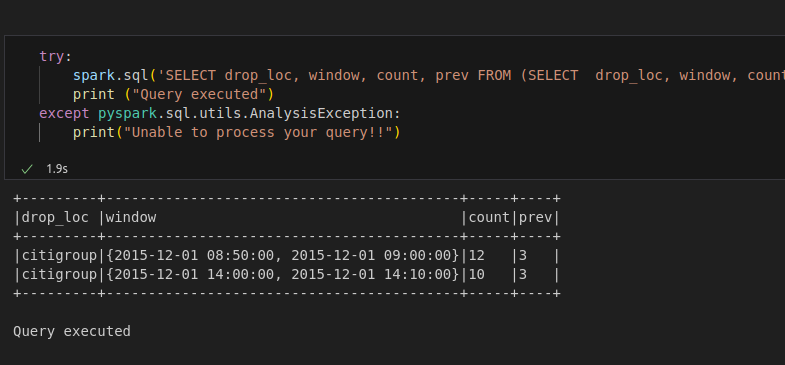 try:
    spark.sql('SELECT drop_loc, window, count, prev FROM (SELECT  drop_loc, window, count
    print ("Query executed")
except pyspark.sql.utils.AnalysisException:
    print("Unable to process your query!!")
1.9s
+---------+------------------------------------------+-----+----+
|drop_loc |window                                    |count|prev|
+---------+------------------------------------------+-----+----+
|citigroup|{2015-12-01 08:50:00, 2015-12-01 09:00:00}|12   |3   |
|citigroup|{2015-12-01 14:00:00, 2015-12-01 14:10:00}|10   |3   |
+---------+------------------------------------------+-----+----+
Query executed